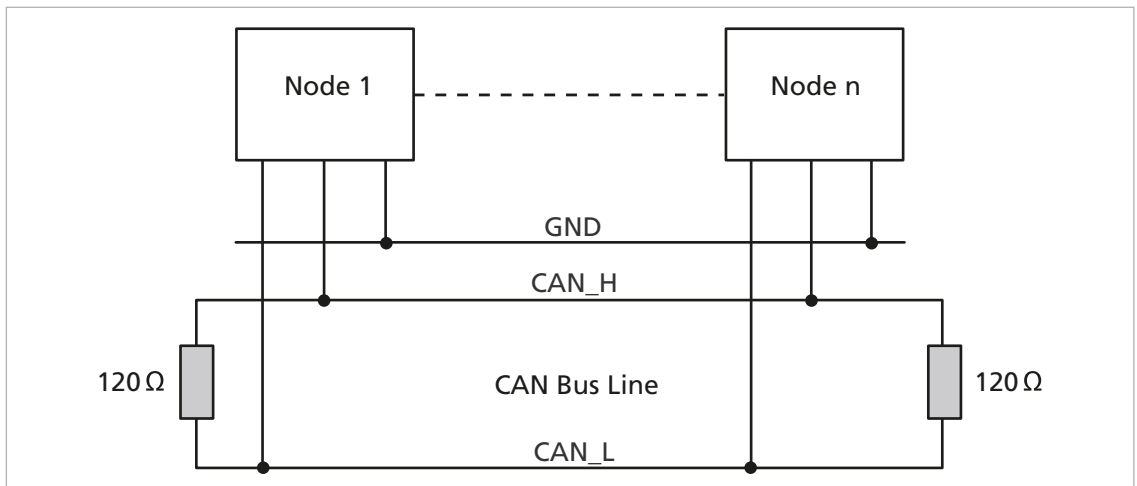 Node 1
Node n
GND
CAN_H
120 Ω
CAN Bus Line
120 Ω
CAN_L